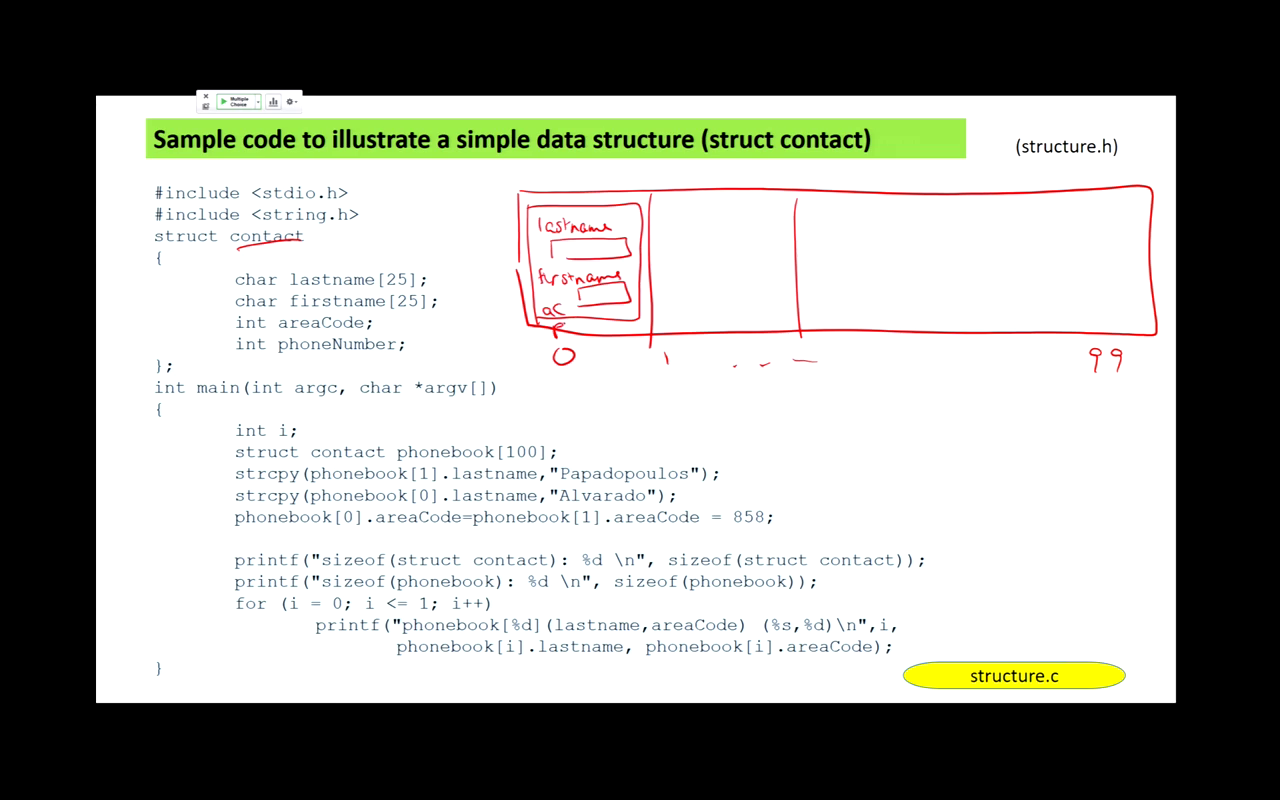 Multiple
Choice
Sample code to illustrate a simple data structure (struct contact)
(structure.h)
#include <stdio.h>
#include <string.h>
struct contact
{
char lastname[25];
char firstname[25];
int areaCode;
int phoneNumber;
};
int main(int argc, char *argv[])
{
int i;
struct contact phonebook[100];
strcpy(phonebook[1].lastname,"Papadopoulos");
strcpy(phonebook[0].lastname,"Alvarado");
phonebook[0].areaCode=phonebook[1].areaCode = 858;
printf("sizeof(struct contact): %d \n", sizeof(struct contact));
printf("sizeof(phonebook): %d \n", sizeof(phonebook));
for (i = 0; i <= 1; i++)
printf("phonebook[%d](lastname,areaCode) (%s,%d)\n",i,
phonebook[i].lastname, phonebook[i].areaCode);
}
structure.c
lastname
firstname
ac
P
0 1 ... 99